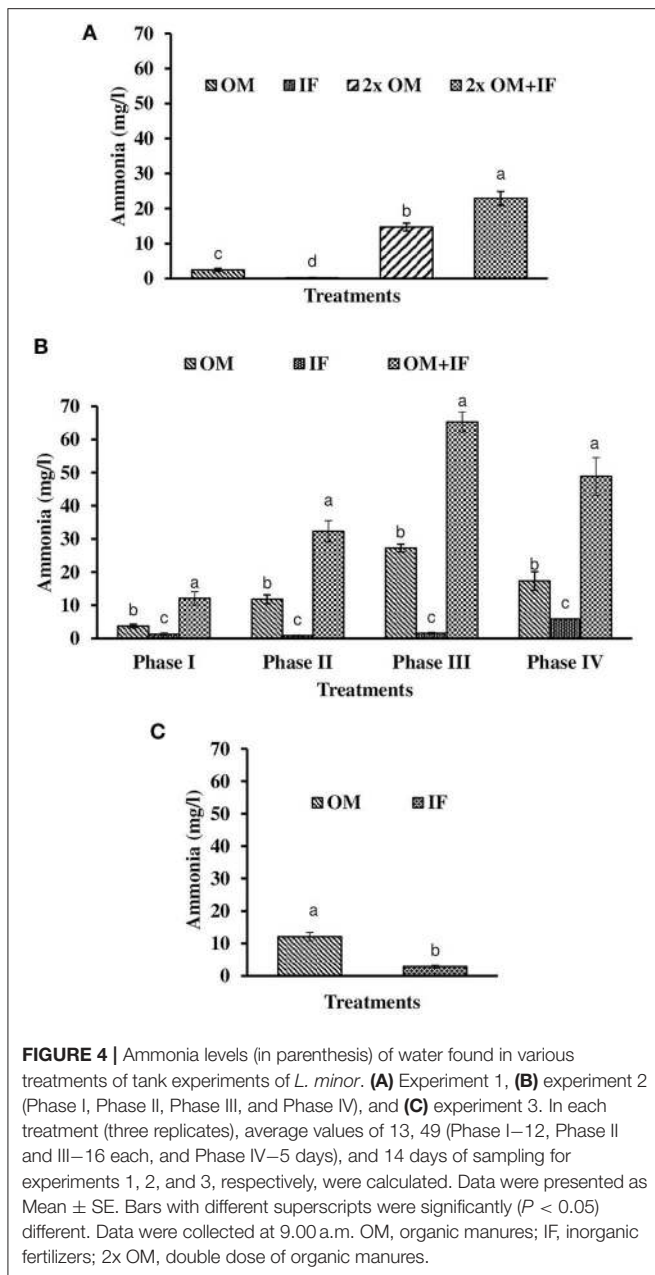 A
70
60
50
40
30
20
10
0
Ammonia (mg/l)
OM IF 2x OM 2x OM+IF
c d b a
Treatments
B
OM IF OM+IF
70
60
50
40
30
20
10
0
Ammonia (mg/l)
b c a b c a b c a b c a
Phase I Phase II Phase III Phase IV
Treatments
C
70
60
50
40
30
20
10
0
Ammonia (mg/l)
OM IF
a b
Treatments
FIGURE 4 | Ammonia levels (in parenthesis) of water found in various
treatments of tank experiments of L. minor. (A) Experiment 1, (B) experiment 2
(Phase I, Phase II, Phase III, and Phase IV), and (C) experiment 3. In each
treatment (three replicates), average values of 13, 49 (Phase I–12, Phase II
and III–16 each, and Phase IV–5 days), and 14 days of sampling for
experiments 1, 2, and 3, respectively, were calculated. Data were presented as
Mean ± SE. Bars with different superscripts were significantly (P < 0.05)
different. Data were collected at 9.00 a.m. OM, organic manures; IF, inorganic
fertilizers; 2x OM, double dose of organic manures.